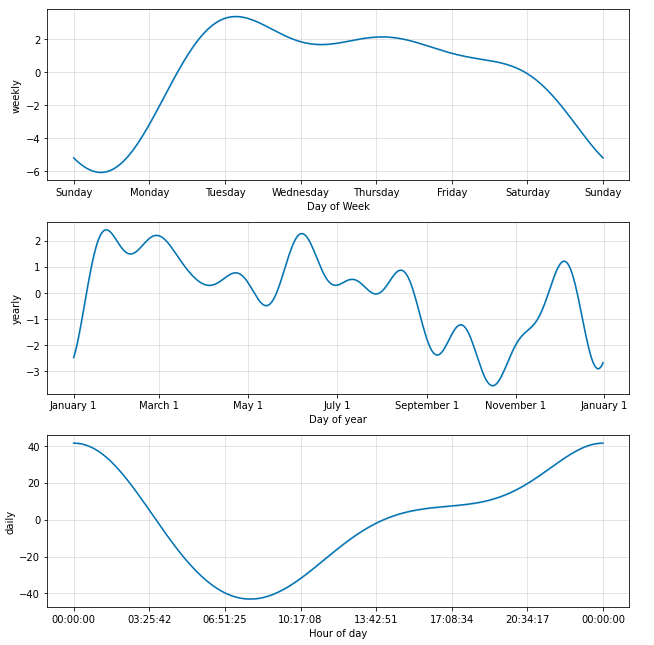 2
0
−2
−4
−6
weekly
Sunday Monday Tuesday Wednesday Thursday Friday Saturday Sunday
Day of Week
2
1
0
−1
−2
−3
yearly
January 1 March 1 May 1 July 1 September 1 November 1 January 1
Day of year
40
20
0
−20
−40
daily
00:00:00 03:25:42 06:51:25 10:17:08 13:42:51 17:08:34 20:34:17 00:00:00
Hour of day